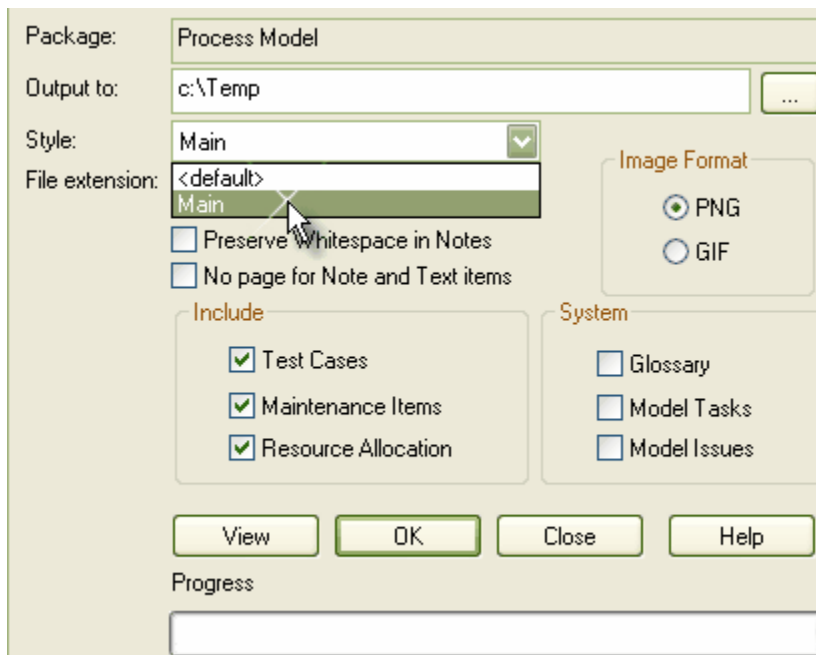 Package: Process Model
Output to: c:\Temp ...
Style: Main
File extension: <default>
Main
Image Format
PNG
GIF
Preserve Whitespace in Notes
No page for Note and Text items
Include
Test Cases
Maintenance Items
Resource Allocation
System
Glossary
Model Tasks
Model Issues
View OK Close Help
Progress